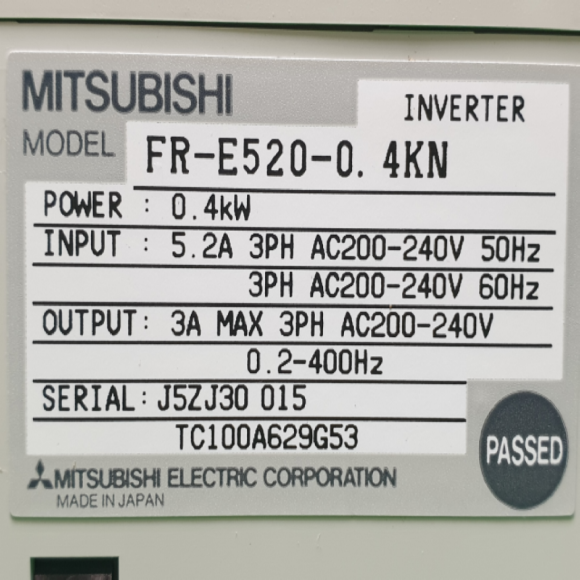 MITSUBISHI
INVERTER
MODEL FR-E520-0.4KN
POWER : 0.4kW
INPUT : 5.2A 3PH AC200-240V 50Hz
3PH AC200-240V 60Hz
OUTPUT: 3A MAX 3PH AC200-240V
0.2-400Hz
SERIAL: J5ZJ30 015
TC100A629G53
PASSED
MITSUBISHI ELECTRIC CORPORATION
MADE IN JAPAN